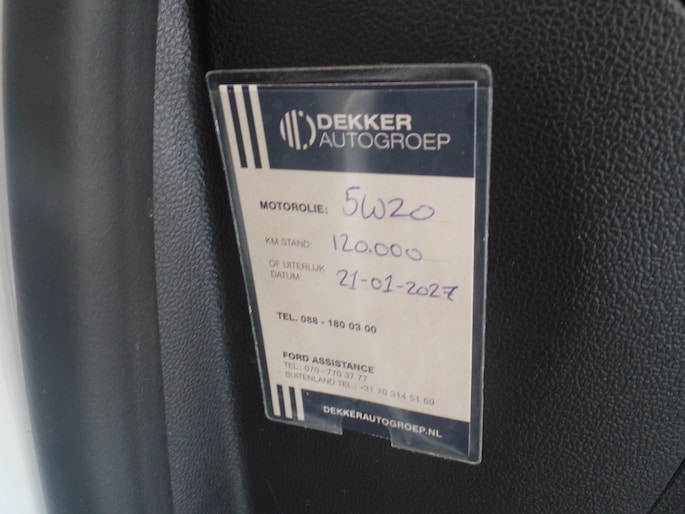 DEKKER
AUTOGROEP
MOTOROLIE: 5W20
KM STAND: 120.000
OF UITERLIJK
DATUM: 21-01-2027
TEL. 088 - 180 03 00
FORD ASSISTANCE
TEL.: 070 - 770 37 77
BUITENLAND TEL.: +31 70 314 51 69
DEKKERAUTOGROEP.NL